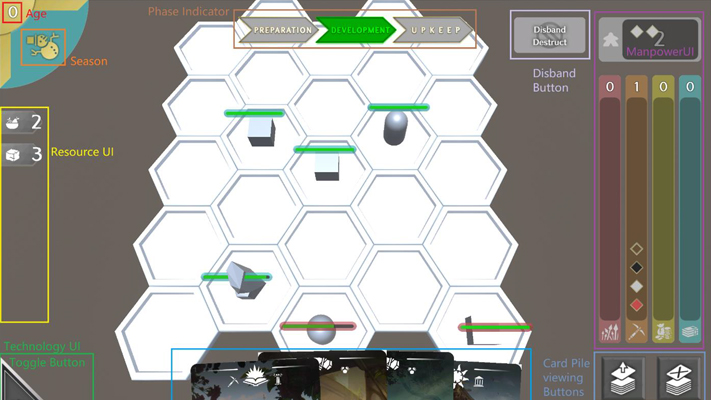 0
Age
Season
Phase Indicator
PREPARATION
DEVELOPMENT
UPKEEP
Disband
Destruct
Disband
Button
2
ManpowerUI
0 1 0 0
2
3
Resource UI
Technology UI
Toggle Button
Card Pile
viewing
Buttons